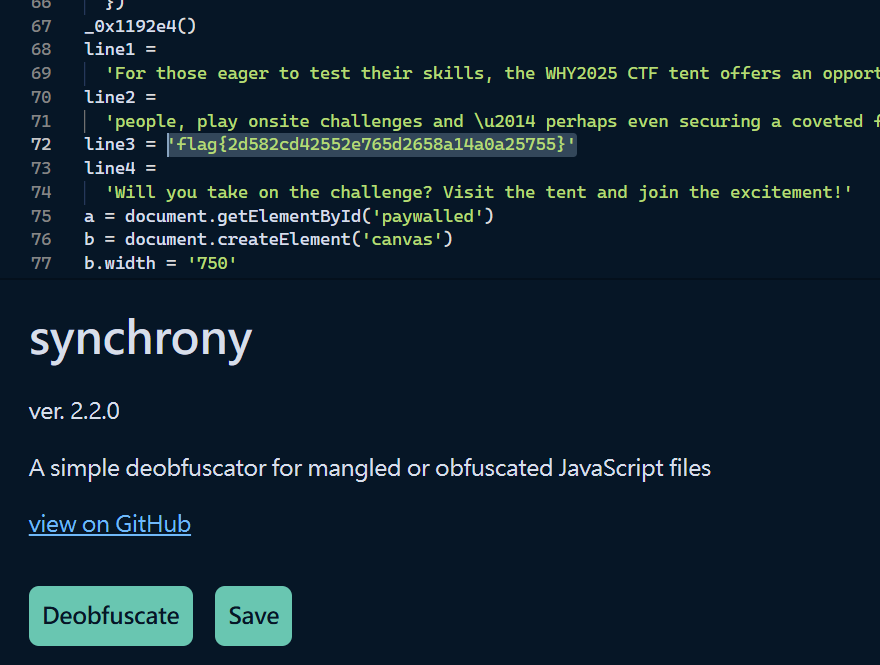 66 })
67 _0x1192e4()
68 line1 =
69 'For those eager to test their skills, the WHY2025 CTF tent offers an opport
70 line2 =
71 'people, play onsite challenges and \u2014 perhaps even securing a coveted f
72 line3 = 'flag{2d582cd42552e765d2658a14a0a25755}'
73 line4 =
74 'Will you take on the challenge? Visit the tent and join the excitement!'
75 a = document.getElementById('paywalled')
76 b = document.createElement('canvas')
77 b.width = '750'
synchrony
ver. 2.2.0
A simple deobfuscator for mangled or obfuscated JavaScript files
view on GitHub
Deobfuscate Save